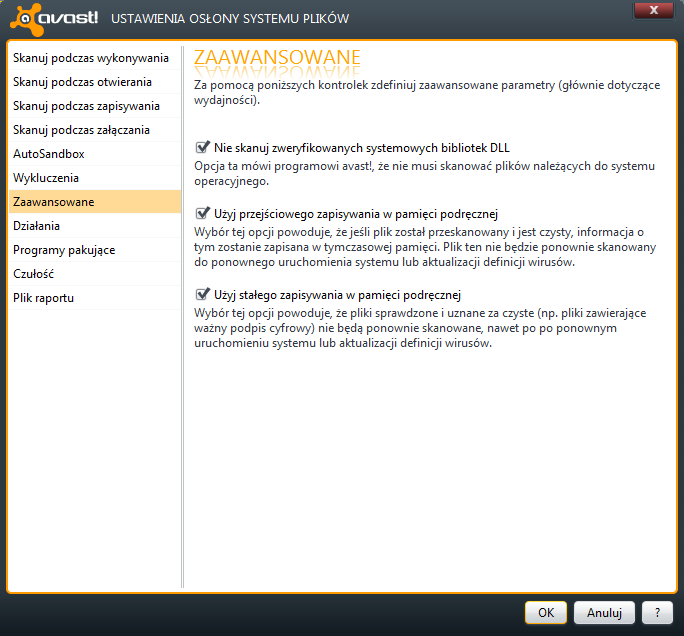 avast! USTAWIENIA OSŁONY SYSTEMU PLIKÓW
x
Skanuj podczas wykonywania
Skanuj podczas otwierania
Skanuj podczas zapisywania
Skanuj podczas załączania
AutoSandbox
Wykluczenia
Zaawansowane
Działania
Programy pakujące
Czułość
Plik raportu
ZAAWANSOWANE
Za pomocą poniższych kontrolek zdefiniuj zaawansowane parametry (głównie dotyczące
wydajności).
Nie skanuj zweryfikowanych systemowych bibliotek DLL
Opcja ta mówi programowi avast!, że nie musi skanować plików należących do systemu
operacyjnego.
Użyj przejściowego zapisywania w pamięci podręcznej
Wybór tej opcji powoduje, że jeśli plik został przeskanowany i jest czysty, informacja o
tym zostanie zapisana w tymczasowej pamięci. Plik ten nie będzie ponownie skanowany
do ponownego uruchomienia systemu lub aktualizacji definicji wirusów.
Użyj stałego zapisywania w pamięci podręcznej
Wybór tej opcji powoduje, że pliki sprawdzone i uznane za czyste (np. pliki zawierające
ważny podpis cyfrowy) nie będą ponownie skanowane, nawet po po ponownym
uruchomieniu systemu lub aktualizacji definicji wirusów.
OK
Anuluj
?